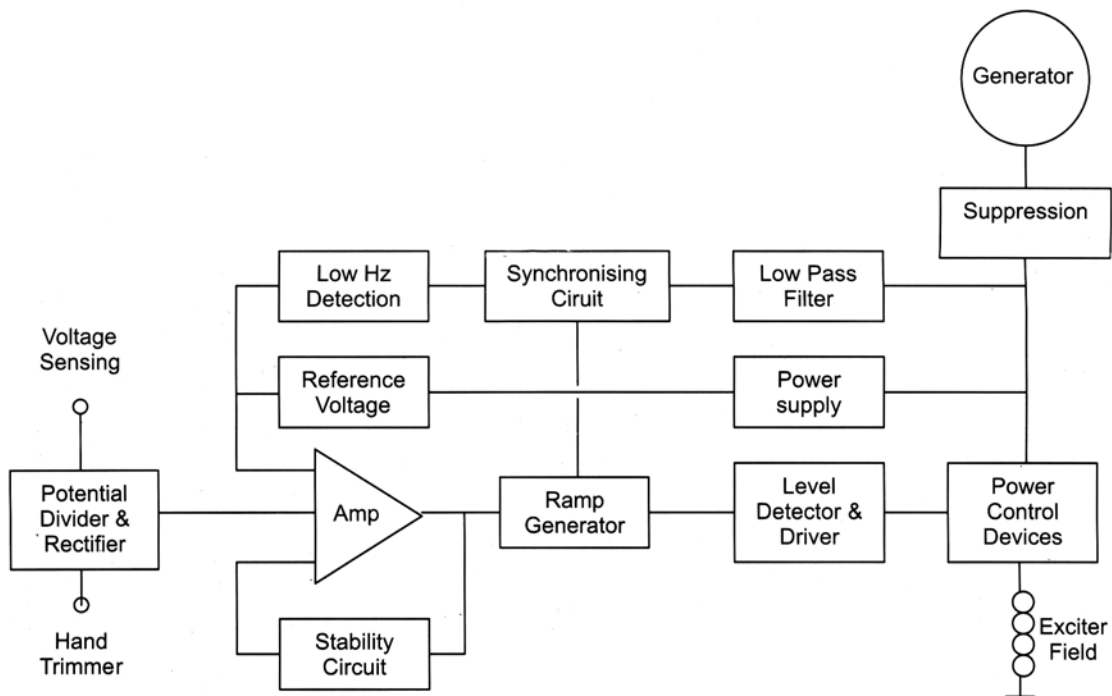 Generator
Suppression
Low Hz
Detection
Synchronising
Ciruit
Low Pass
Filter
Voltage
Sensing
Reference
Voltage
Power
supply
Potential
Divider &
Rectifier
Amp
Ramp
Generator
Level
Detector &
Driver
Power
Control
Devices
Hand
Trimmer
Stability
Circuit
Exciter
Field